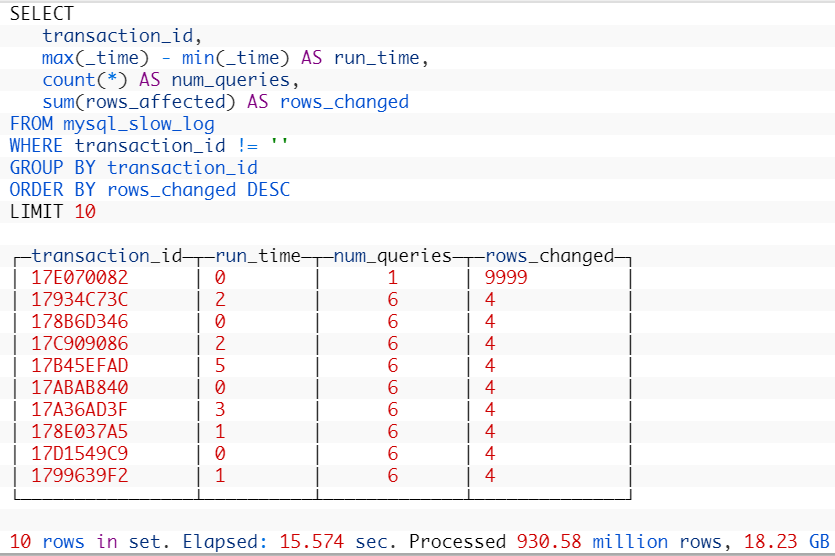 SELECT
transaction_id,
max(_time) - min(_time) AS run_time,
count(*) AS num_queries,
sum(rows_affected) AS rows_changed
FROM mysql_slow_log
WHERE transaction_id != ''
GROUP BY transaction_id
ORDER BY rows_changed DESC
LIMIT 10
transaction_id run_time num_queries rows_changed
17E070082 0 1 9999
17934C73C 2 6 4
178B6D346 0 6 4
17C909086 2 6 4
17B45EFAD 5 6 4
17ABAB840 0 6 4
17A36AD3F 3 6 4
178E037A5 1 6 4
17D1549C9 0 6 4
1799639F2 1 6 4
10 rows in set. Elapsed: 15.574 sec. Processed 930.58 million rows, 18.23 GB